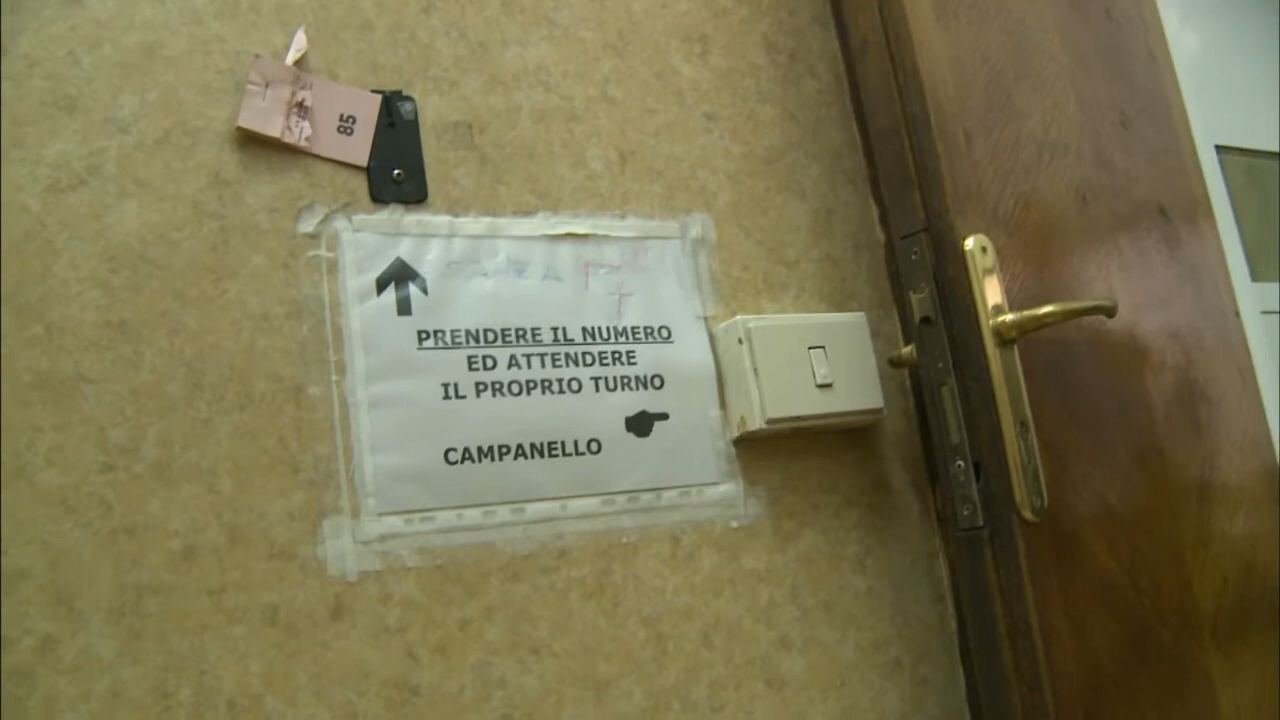 85
PRENDERE IL NUMERO
ED ATTENDERE
IL PROPRIO TURNO
CAMPANELLO